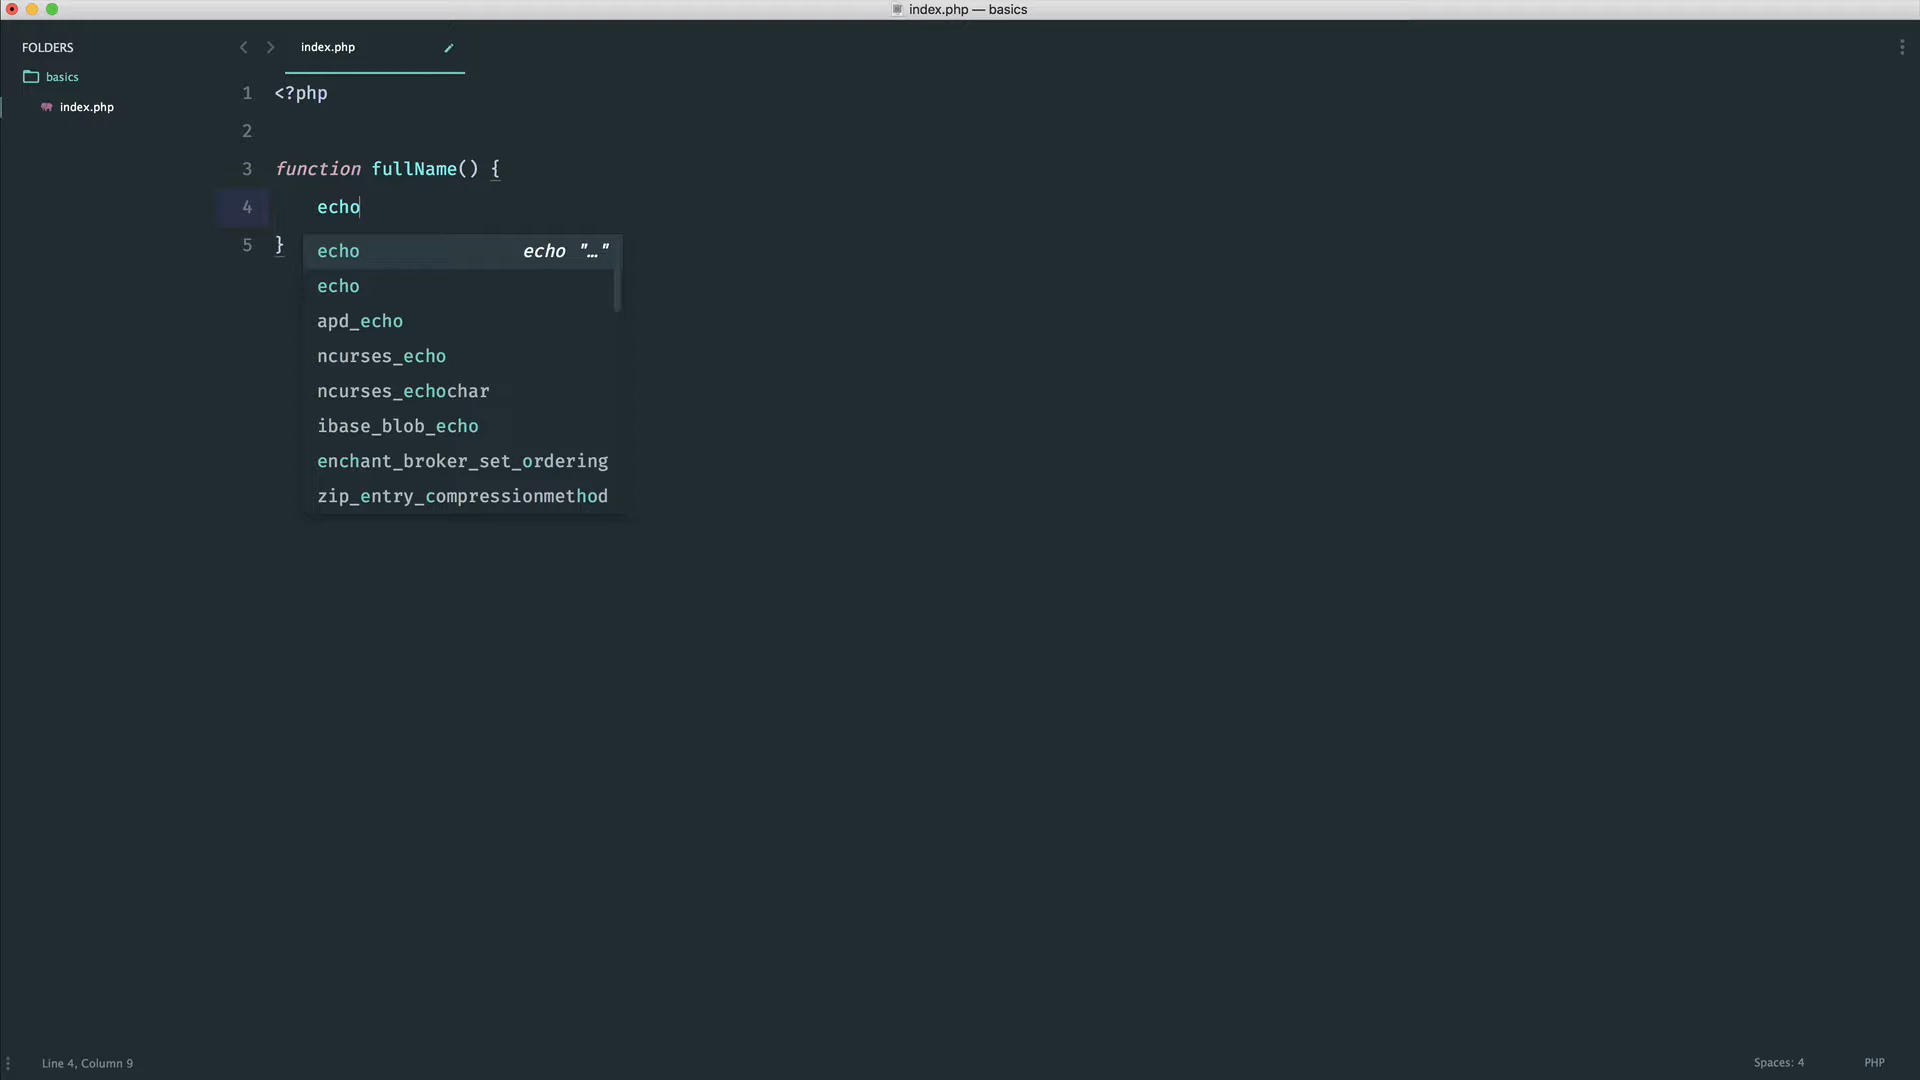 index.php — basics
FOLDERS
basics
index.php
index.php
1 <?php
2
3 function fullName() {
4 echo
5 }
echo echo "…"
echo
apd_echo
ncurses_echo
ncurses_echochar
ibase_blob_echo
enchant_broker_set_ordering
zip_entry_compressionmethod
Line 4, Column 9
Spaces: 4
PHP